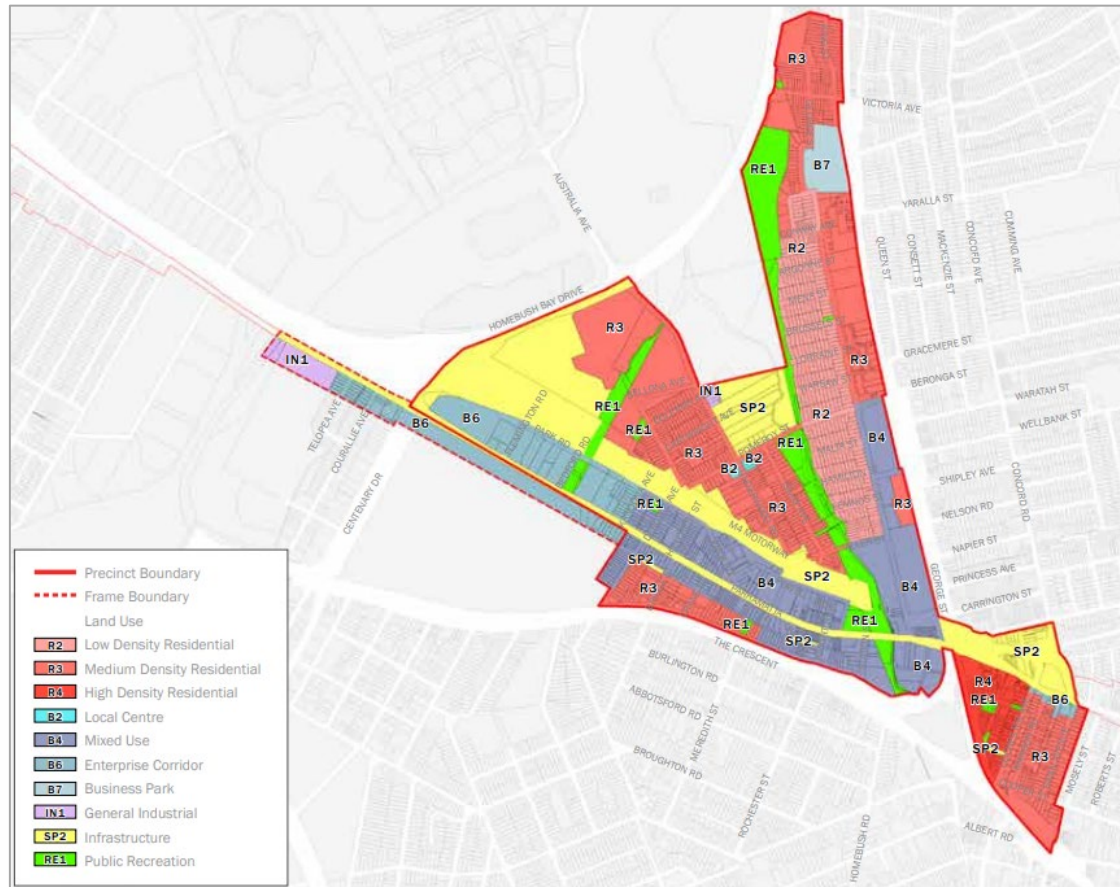 R3
VICTORIA AVE
RE1
B7
AUSTRALIA AVE
YARALLA ST
QUEEN ST
CONSETT ST
MACKENZIE ST
CONCOFD AVE
CUMMING AVE
R2
HOMEBUSH BAY DRIVE
R3
GRACEMERE ST
IN1
R3
BERONGA ST
IN1
RE1
SP2
WARATAH ST
TELOPEA AVE
COURALLIE AVE
B6
B6
PARK RD
RE1
R2
WELLBANK ST
RE1
B4
CENTENARY DR
R3
B2
B2
SHIPLEY AVE
CONCORD RD
RE1
R3
R3
NELSON RD
M4 MOTORWAY
NAPIER ST
SP2
SP2
PRINCESS AVE
B4
B4
GEORGE ST
CARRINGTON ST
R3
RE1
RE1
SP2
SP2
THE CRESCENT
B4
BURLINGTON RD
R4
ABBOTSFORD RD
MEREDITH ST
RE1
B6
BROUGHTON RD
SP2
R3
MOSELY ST
ROBERTS ST
ROCHESTER ST
ALBERT RD
HOMEBUSH RD
Precinct Boundary
Frame Boundary
Land Use
R2 Low Density Residential
R3 Medium Density Residential
R4 High Density Residential
B2 Local Centre
B4 Mixed Use
B6 Enterprise Corridor
B7 Business Park
IN1 General Industrial
SP2 Infrastructure
RE1 Public Recreation